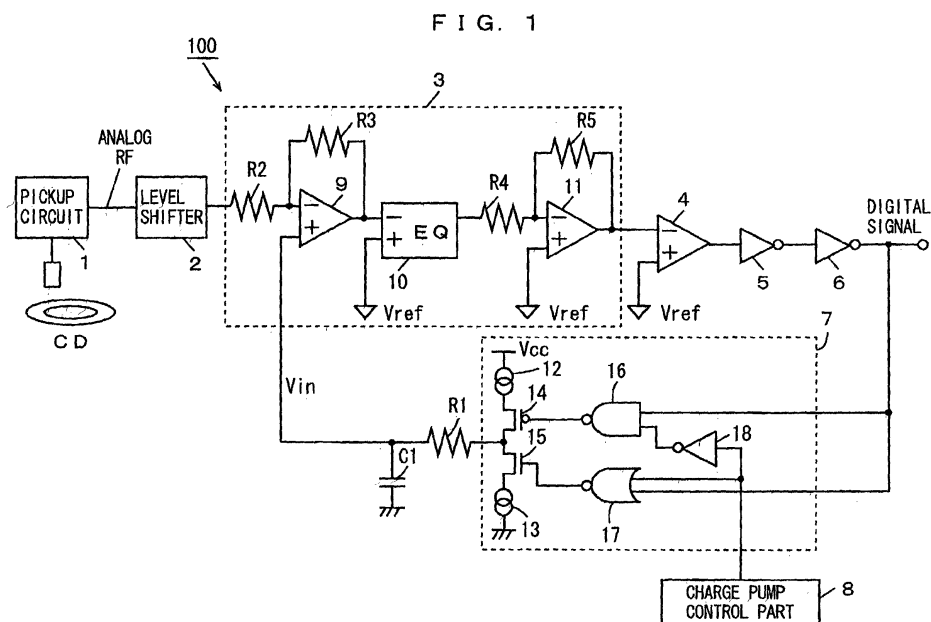 FIG. 1
100
3
R3
R5
ANALOG
RF
R2
9
R4
11
4
DIGITAL
SIGNAL
PICKUP
CIRCUIT
LEVEL
SHIFTER
−
+
−
+
EQ
−
+
−
+
1
2
10
5
6
Vref
Vref
Vref
CD
7
Vcc
12
16
Vin
14
R1
15
18
C1
13
17
CHARGE PUMP
CONTROL PART
8